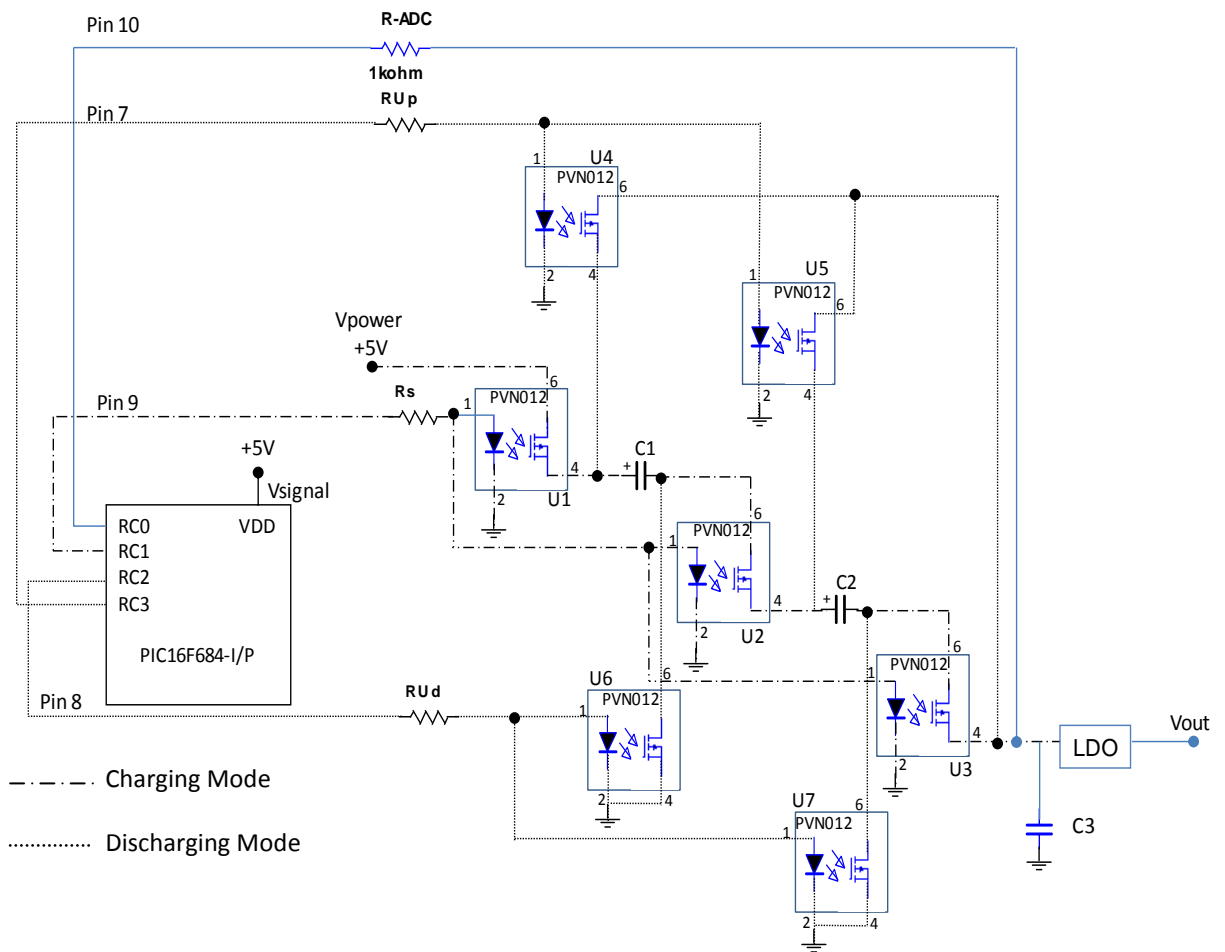 Pin 10
R-ADC
1kohm
RUp
Pin 7
U4
1
PVN012
6
2
4
U5
1
PVN012
6
2
4
Vpower
+5V
Rs
Pin 9
1
PVN012
6
4
2
U1
C1
+
+5V
Vsignal
RC0
VDD
RC1
RC2
RC3
PIC16F684-I/P
1
PVN012
6
4
2
U2
C2
+
U6
1
PVN012
6
2
4
1
PVN012
6
4
2
U3
LDO
Vout
Pin 8
RUd
U7
1
PVN012
6
2
4
C3
Charging Mode
Discharging Mode